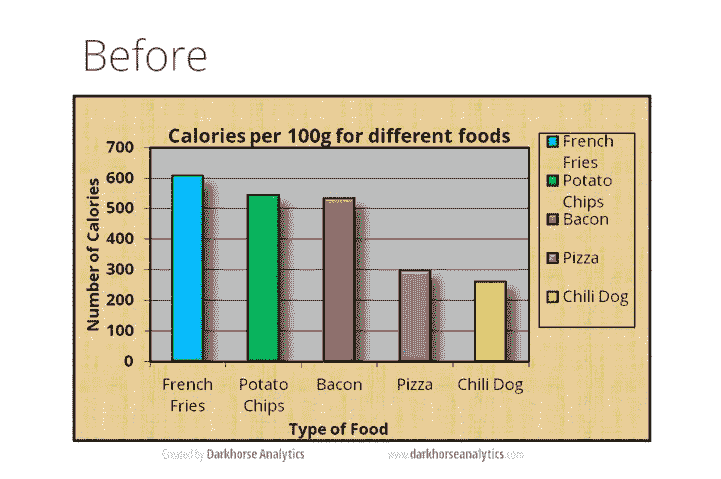 Before
Calories per 100g for different foods
Number of Calories
700
600
500
400
300
200
100
0
French
Fries
Potato
Chips
Bacon
Pizza
Chili Dog
Type of Food
French
Fries
Potato
Chips
Bacon
Pizza
Chili Dog
Created by Darkhorse Analytics
www.darkhorseanalytics.com